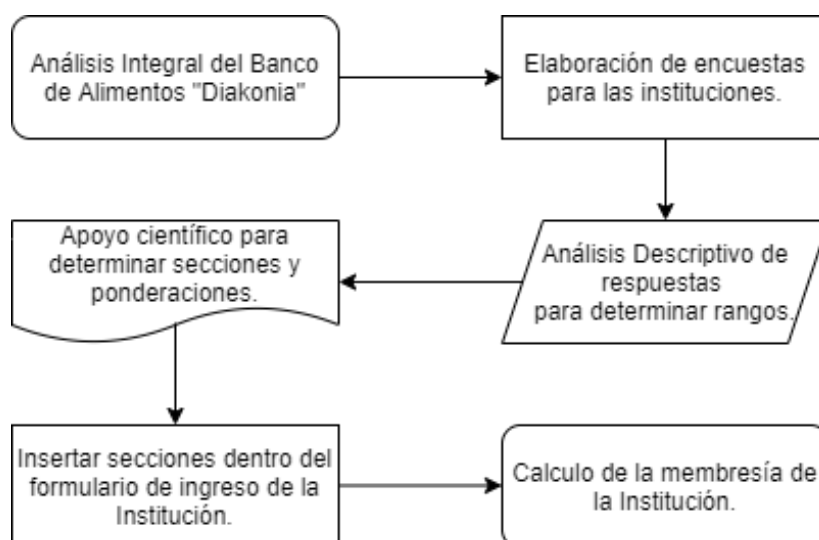 Análisis Integral del Banco
de Alimentos "Diakonia"
Elaboración de encuestas
para las instituciones.
Análisis Descriptivo de
respuestas
para determinar rangos.
Apoyo científico para
determinar secciones y
ponderaciones.
Insertar secciones dentro del
formulario de ingreso de la
Institución.
Calculo de la membresía de
la Institución.